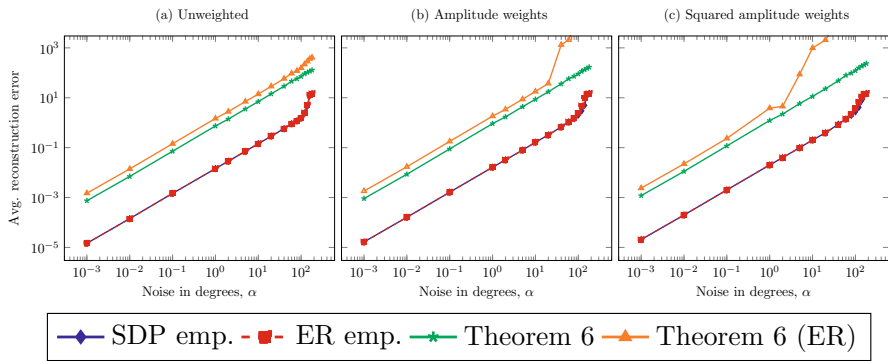 (a) Unweighted
(b) Amplitude weights
(c) Squared amplitude weights
Avg. reconstruction error
10^3
10^1
10^−1
10^−3
10^−5
10^−3 10^−2 10^−1 10^0 10^1 10^2
10^−3 10^−2 10^−1 10^0 10^1 10^2
10^−3 10^−2 10^−1 10^0 10^1 10^2
Noise in degrees, α
Noise in degrees, α
Noise in degrees, α
SDP emp. ER emp. Theorem 6 Theorem 6 (ER)